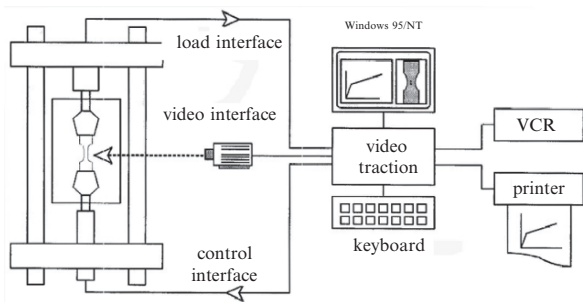 Windows 95/NT
load interface
video interface
video
traction
VCR
printer
keyboard
control
interface